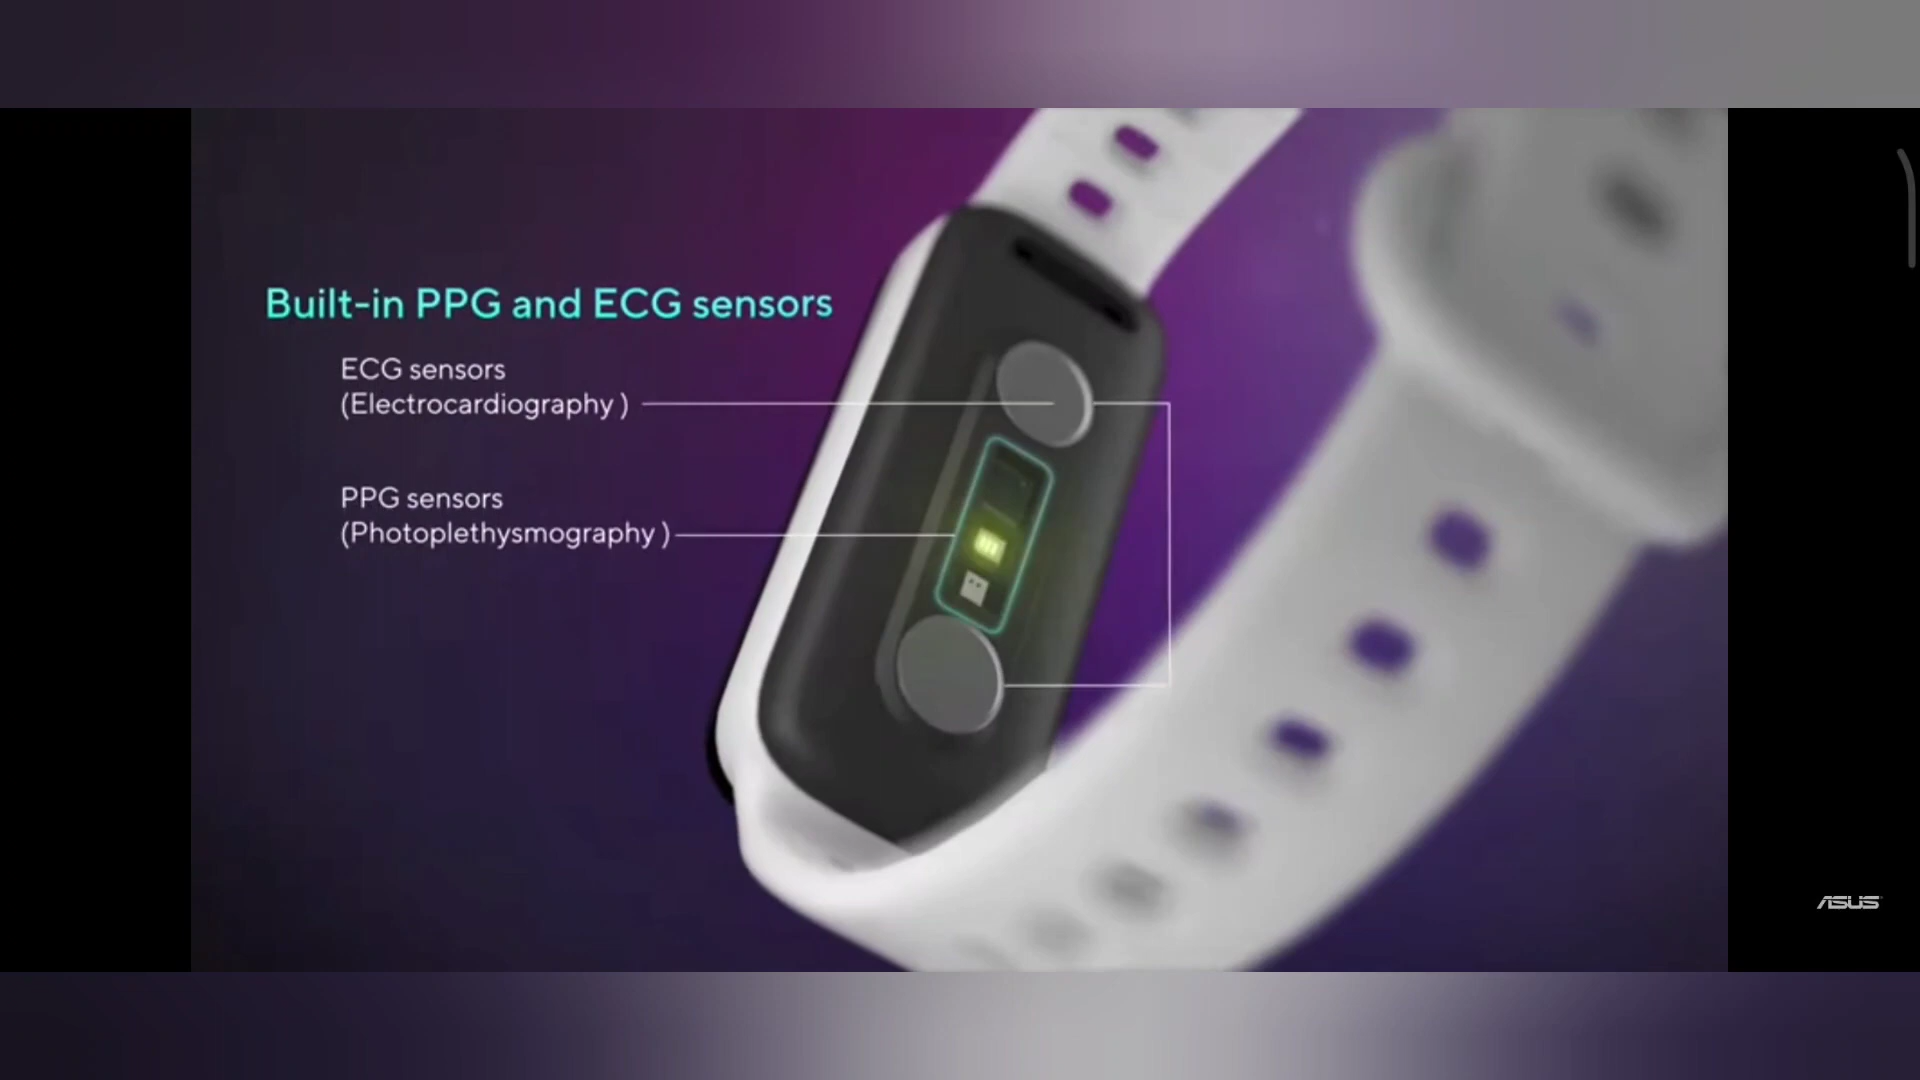 Built-in PPG and ECG sensors
ECG sensors
(Electrocardiography )
PPG sensors
(Photoplethysmography )
ASUS